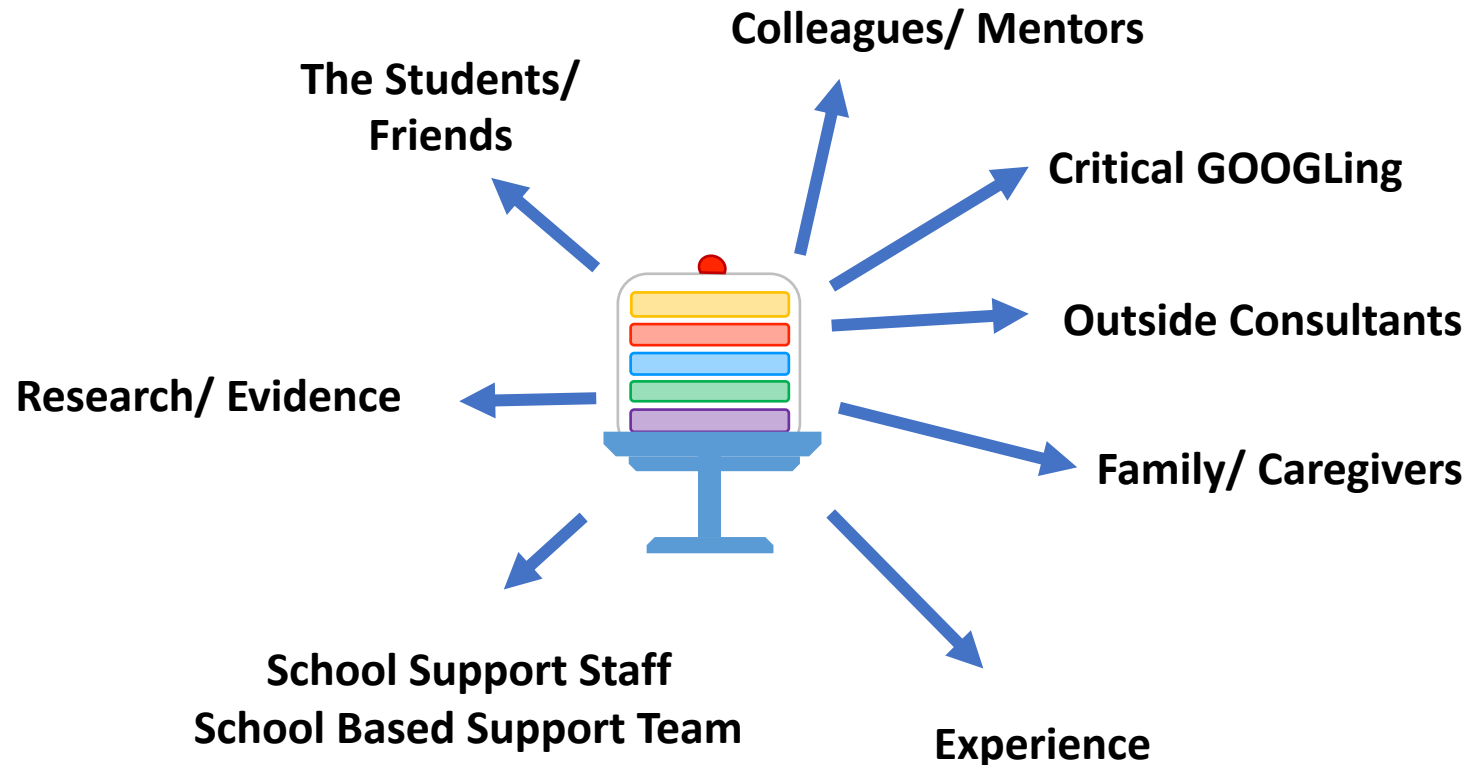 Colleagues/ Mentors
The Students/
Friends
Critical GOOGLing
Outside Consultants
Research/ Evidence
Family/ Caregivers
School Support Staff
School Based Support Team
Experience